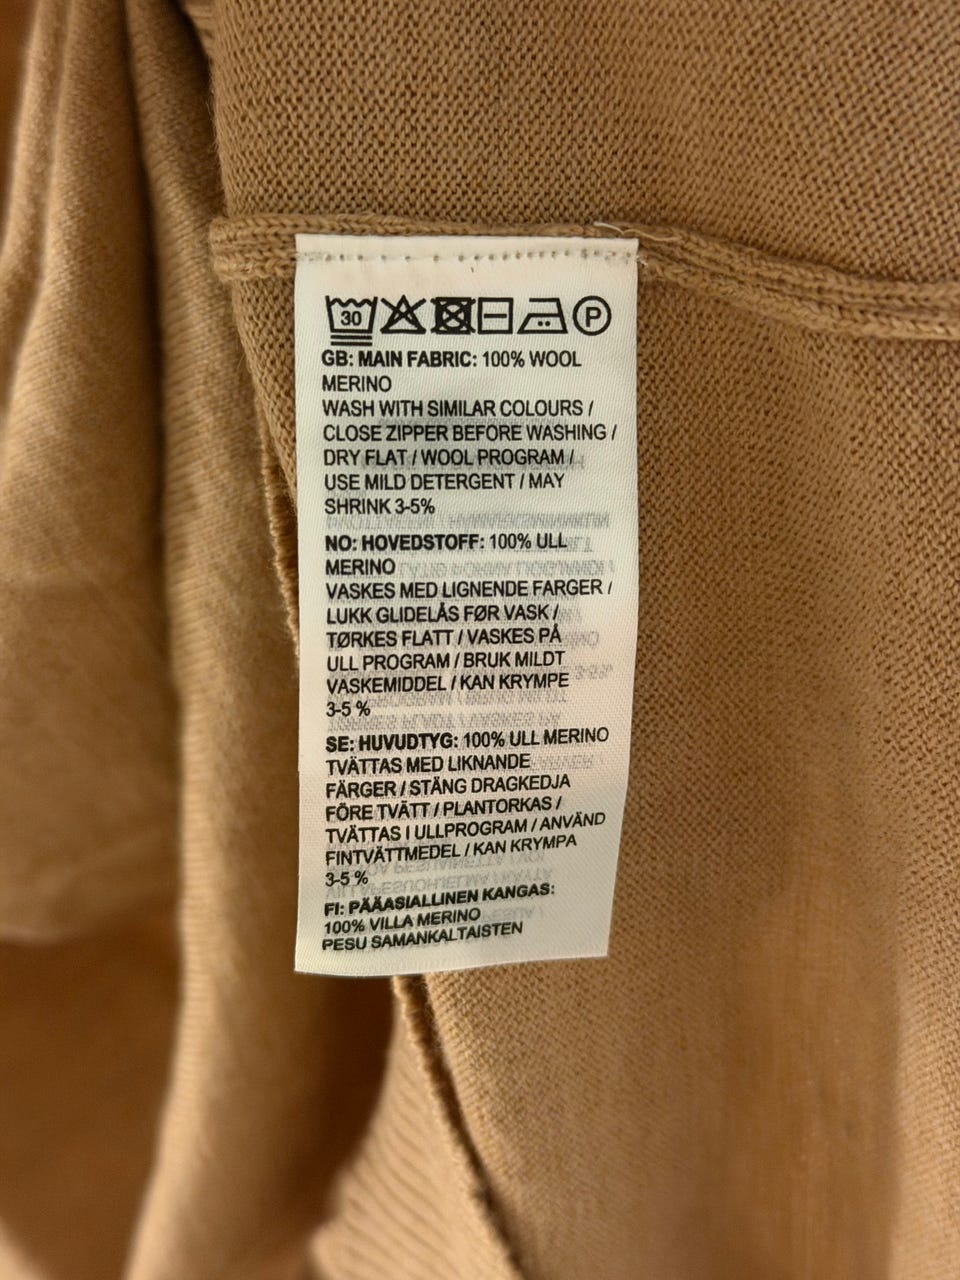 30 P
GB: MAIN FABRIC: 100% WOOL
MERINO
WASH WITH SIMILAR COLOURS /
CLOSE ZIPPER BEFORE WASHING /
DRY FLAT / WOOL PROGRAM /
USE MILD DETERGENT / MAY
SHRINK 3-5%
NO: HOVEDSTOFF: 100% ULL
MERINO
VASKES MED LIGNENDE FARGER /
LUKK GLIDELÅS FØR VASK /
TØRKES FLATT / VASKES PÅ
ULL PROGRAM / BRUK MILDT
VASKEMIDDEL / KAN KRYMPE
3-5 %
SE: HUVUDTYG: 100% ULL MERINO
TVÄTTAS MED LIKNANDE
FÄRGER / STÄNG DRAGKEDJA
FÖRE TVÄTT / PLANTORKAS /
TVÄTTAS I ULLPROGRAM / ANVÄND
FINTVÄTTMEDEL / KAN KRYMPA
3-5 %
FI: PÄÄASIALLINEN KANGAS:
100% VILLA MERINO
PESU SAMANKALTAISTEN